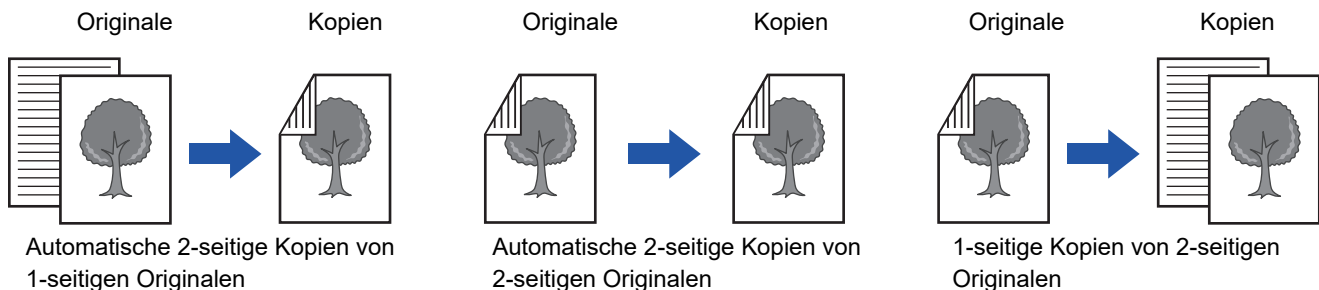 Originale Kopien Originale Kopien Originale Kopien
Automatische 2-seitige Kopien von
1-seitigen Originalen
Automatische 2-seitige Kopien von
2-seitigen Originalen
1-seitige Kopien von 2-seitigen
Originalen